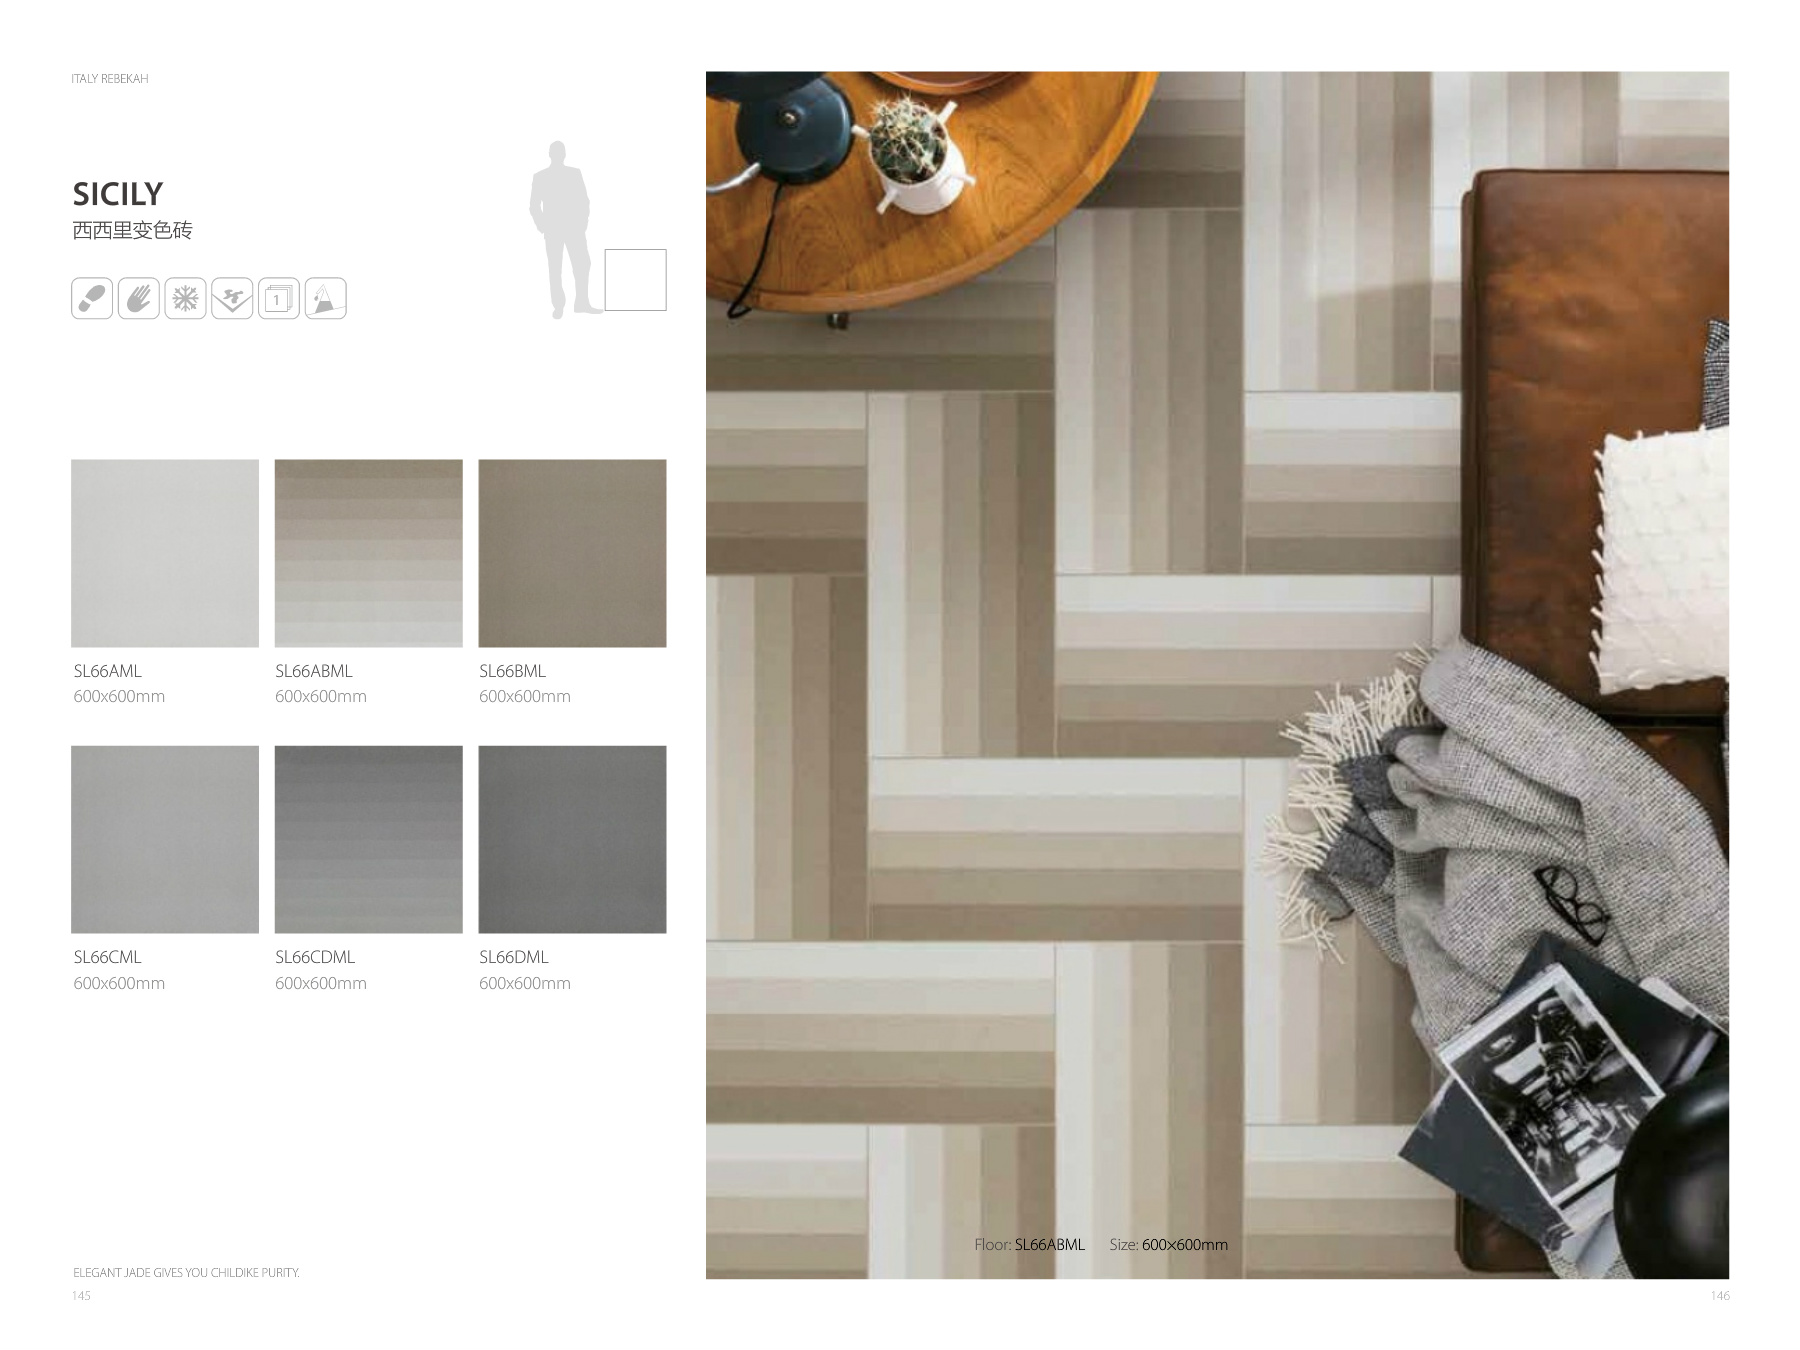 ITALY REBEKAH
SICILY
西西里变色砖
1
SL66AML
600x600mm
SL66ABML
600x600mm
SL66BML
600x600mm
SL66CML
600x600mm
SL66CDML
600x600mm
SL66DML
600x600mm
Floor: SL66ABML Size: 600×600mm
ELEGANT JADE GIVES YOU CHILDIKE PURITY.
145
146